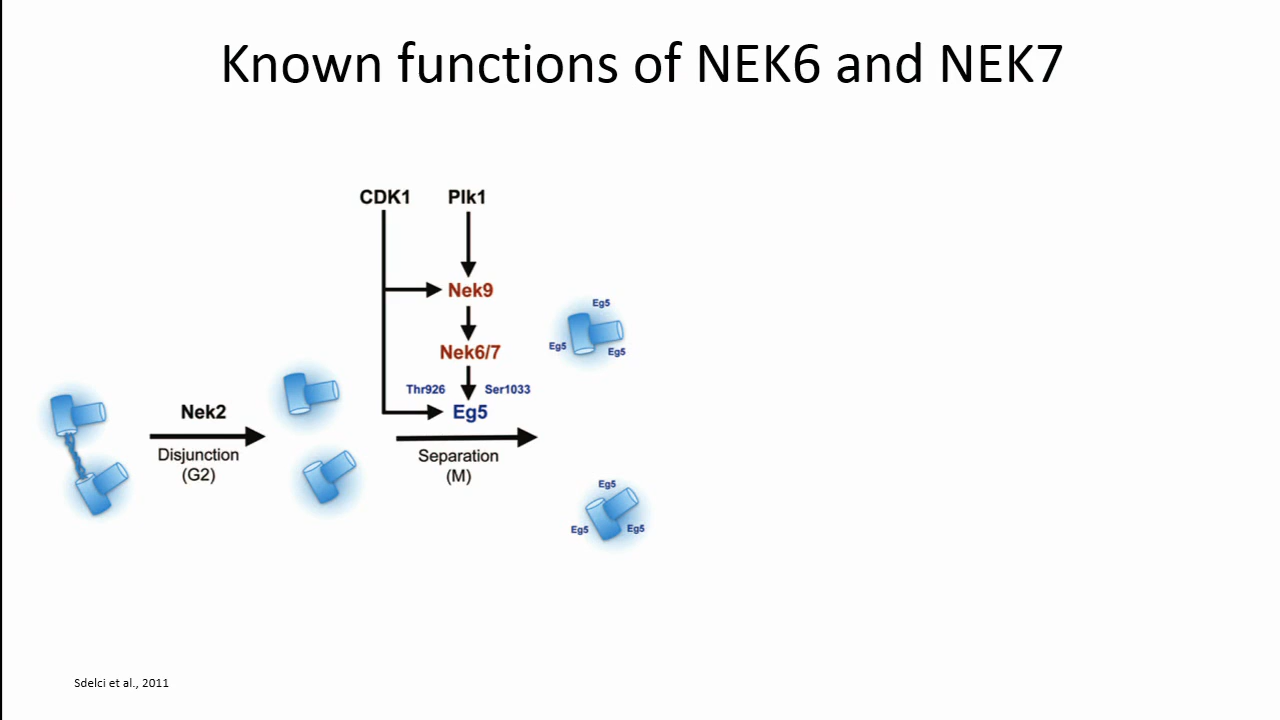 Known functions of NEK6 and NEK7
CDK1 Plk1
Nek9
Nek6/7
Thr926 Ser1033
Eg5
Separation
(M)
Nek2
Disjunction
(G2)
Eg5
Eg5
Eg5
Eg5
Eg5
Eg5
Sdelci et al., 2011